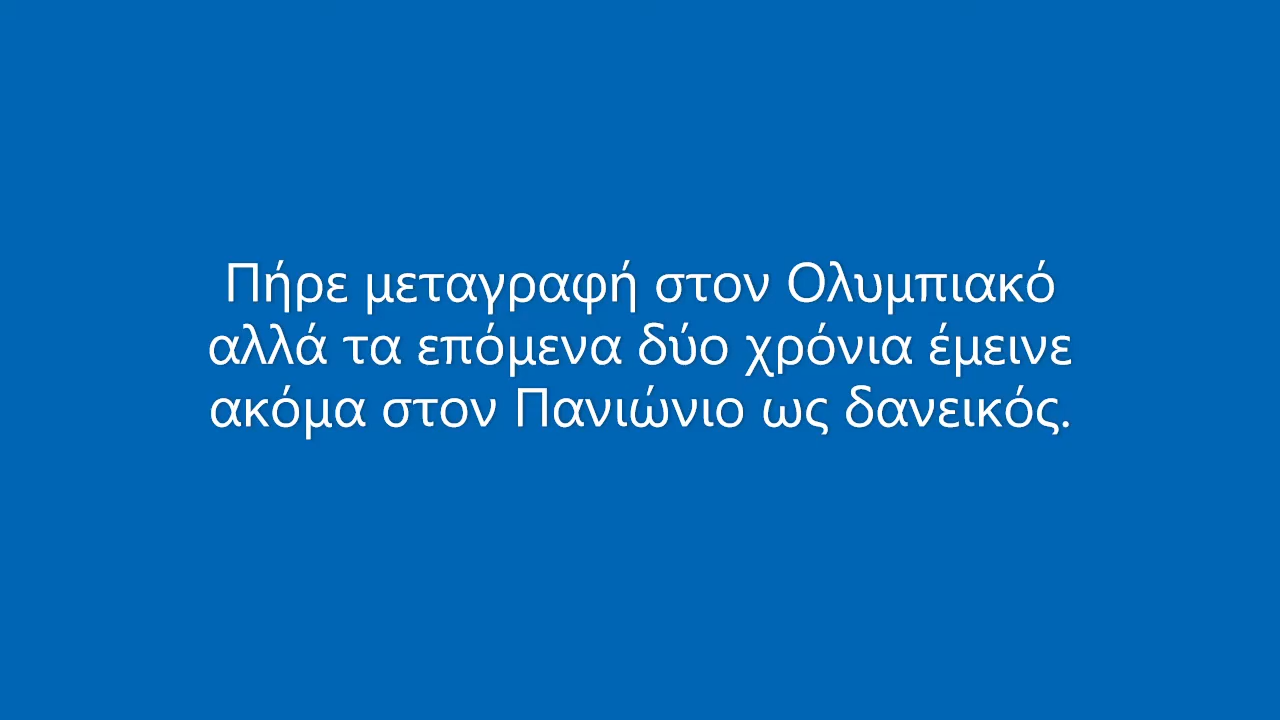 Πήρε μεταγραφή στον Ολυμπιακό
αλλά τα επόμενα δύο χρόνια έμεινε
ακόμα στον Πανιώνιο ως δανεικός.